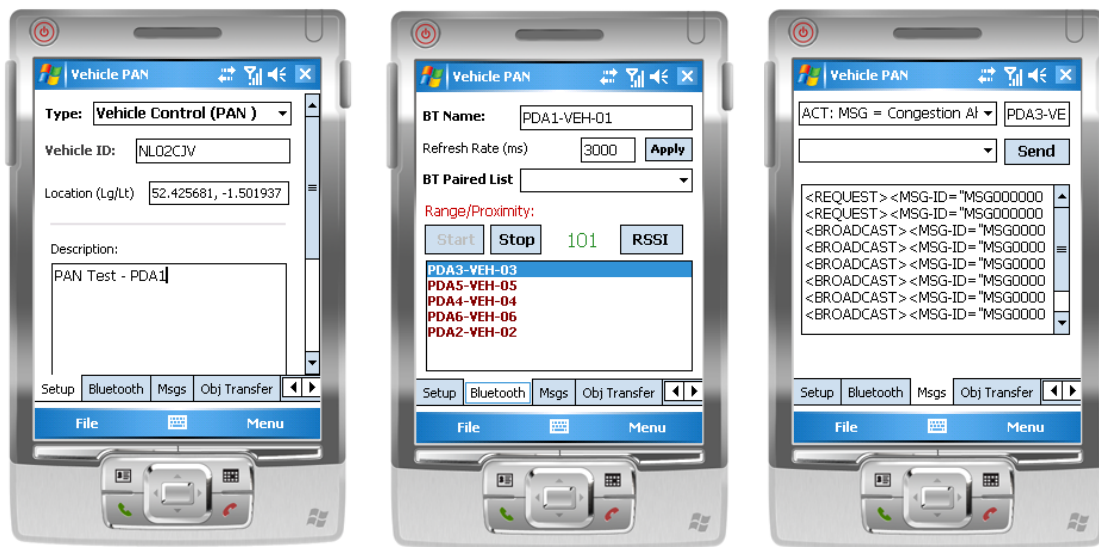 Vehicle PAN
Type: Vehicle Control (PAN )
Vehicle ID: NL02CJV
Location (Lg/Lt) 52.425681, -1.501937
Description:
PAN Test - PDA1
Setup Bluetooth Msgs Obj Transfer
File Menu
Vehicle PAN
BT Name: PDA1-VEH-01
Refresh Rate (ms) 3000 Apply
BT Paired List
Range/Proximity:
Start Stop 101 RSSI
PDA3-VEH-03
PDA5-VEH-05
PDA4-VEH-04
PDA6-VEH-06
PDA2-VEH-02
Setup Bluetooth Msgs Obj Transfer
File Menu
Vehicle PAN
ACT: MSG = Congestion PDA3-VE
Send
<REQUEST><MSG-ID="MSG000000
<REQUEST><MSG-ID="MSG000000
<BROADCAST><MSG-ID="MSG0000
<BROADCAST><MSG-ID="MSG0000
<BROADCAST><MSG-ID="MSG0000
<BROADCAST><MSG-ID="MSG0000
<BROADCAST><MSG-ID="MSG0000
<BROADCAST><MSG-ID="MSG0000
Setup Bluetooth Msgs Obj Transfer
File Menu